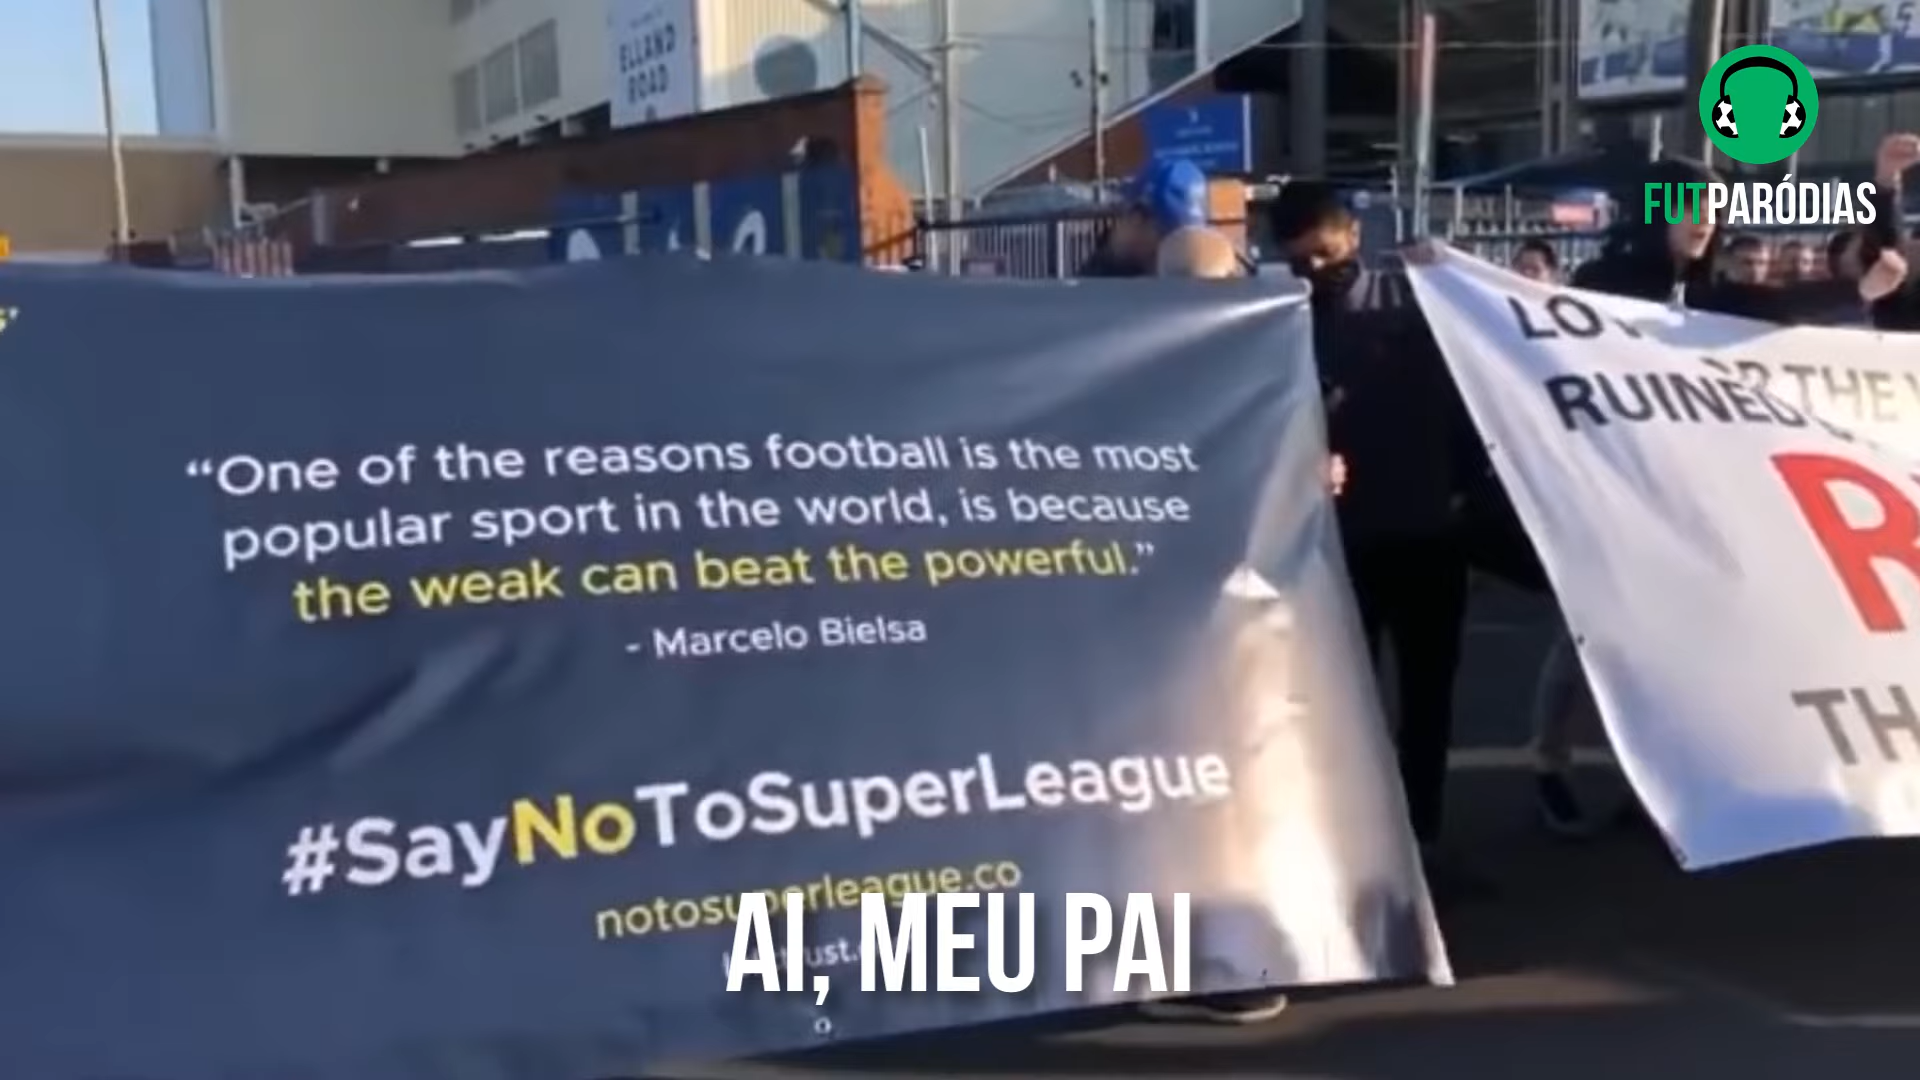 ELLAND
ROAD
FUTPARÓDIAS
“One of the reasons football is the most
popular sport in the world, is because
the weak can beat the powerful.”
- Marcelo Bielsa
#SayNoToSuperLeague
notosuperleague.co
RUINED THE
TH
AI, MEU PAI